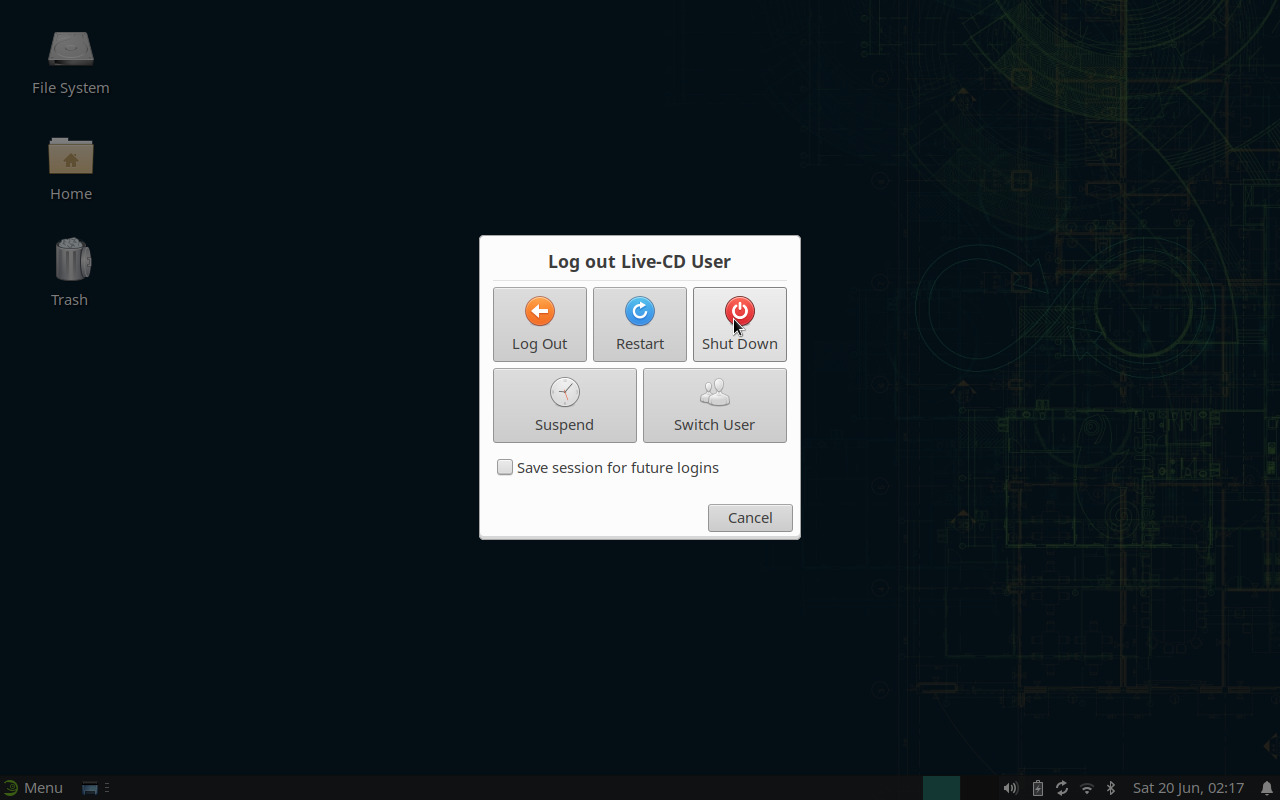 File System
Home
Trash
Log out Live-CD User
Log Out
Restart
Shut Down
Suspend
Switch User
Save session for future logins
Cancel
Menu
Sat 20 Jun, 02:17